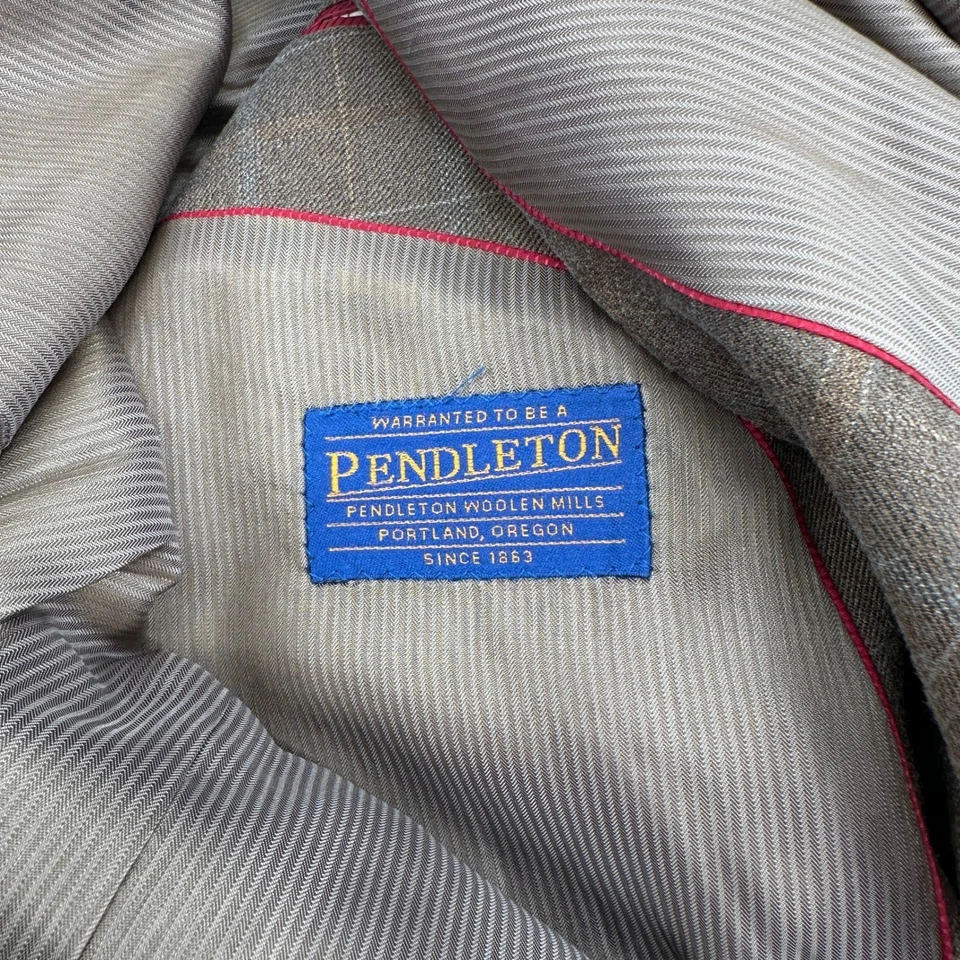 WARRANTED TO BE A
PENDLETON
PENDLETON WOOLEN MILLS
PORTLAND, OREGON
SINCE 1863